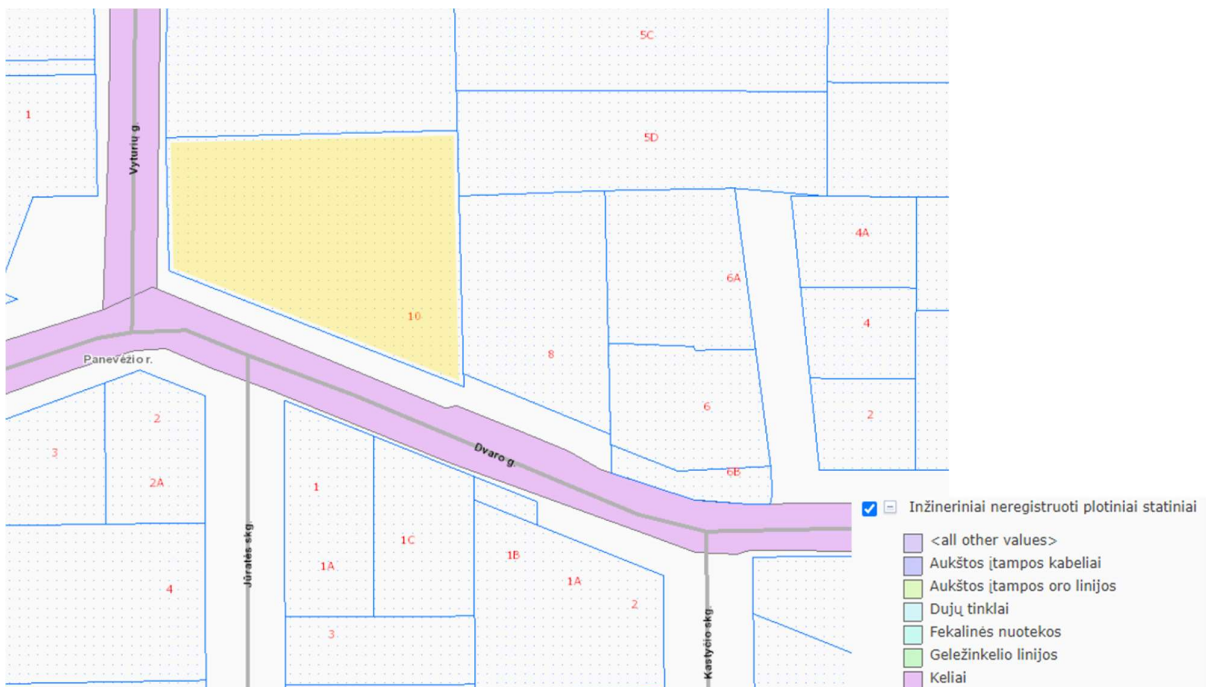 5C
1
5D
Vyturių g.
4A
6A
10
4
8
Panevėžio r.
6
2
2
Dvaro g.
3
6B
2A
1
Inžineriniai neregistruoti plotiniai statiniai
<all other values>
1C
1B
Aukštos įtampos kabeliai
Jūratės skg.
1A
1A
Aukštos įtampos oro linijos
4
2
Dujų tinklai
3
Kastyčio skg.
Fekalinės nuotekos
Geležinkelio linijos
Keliai